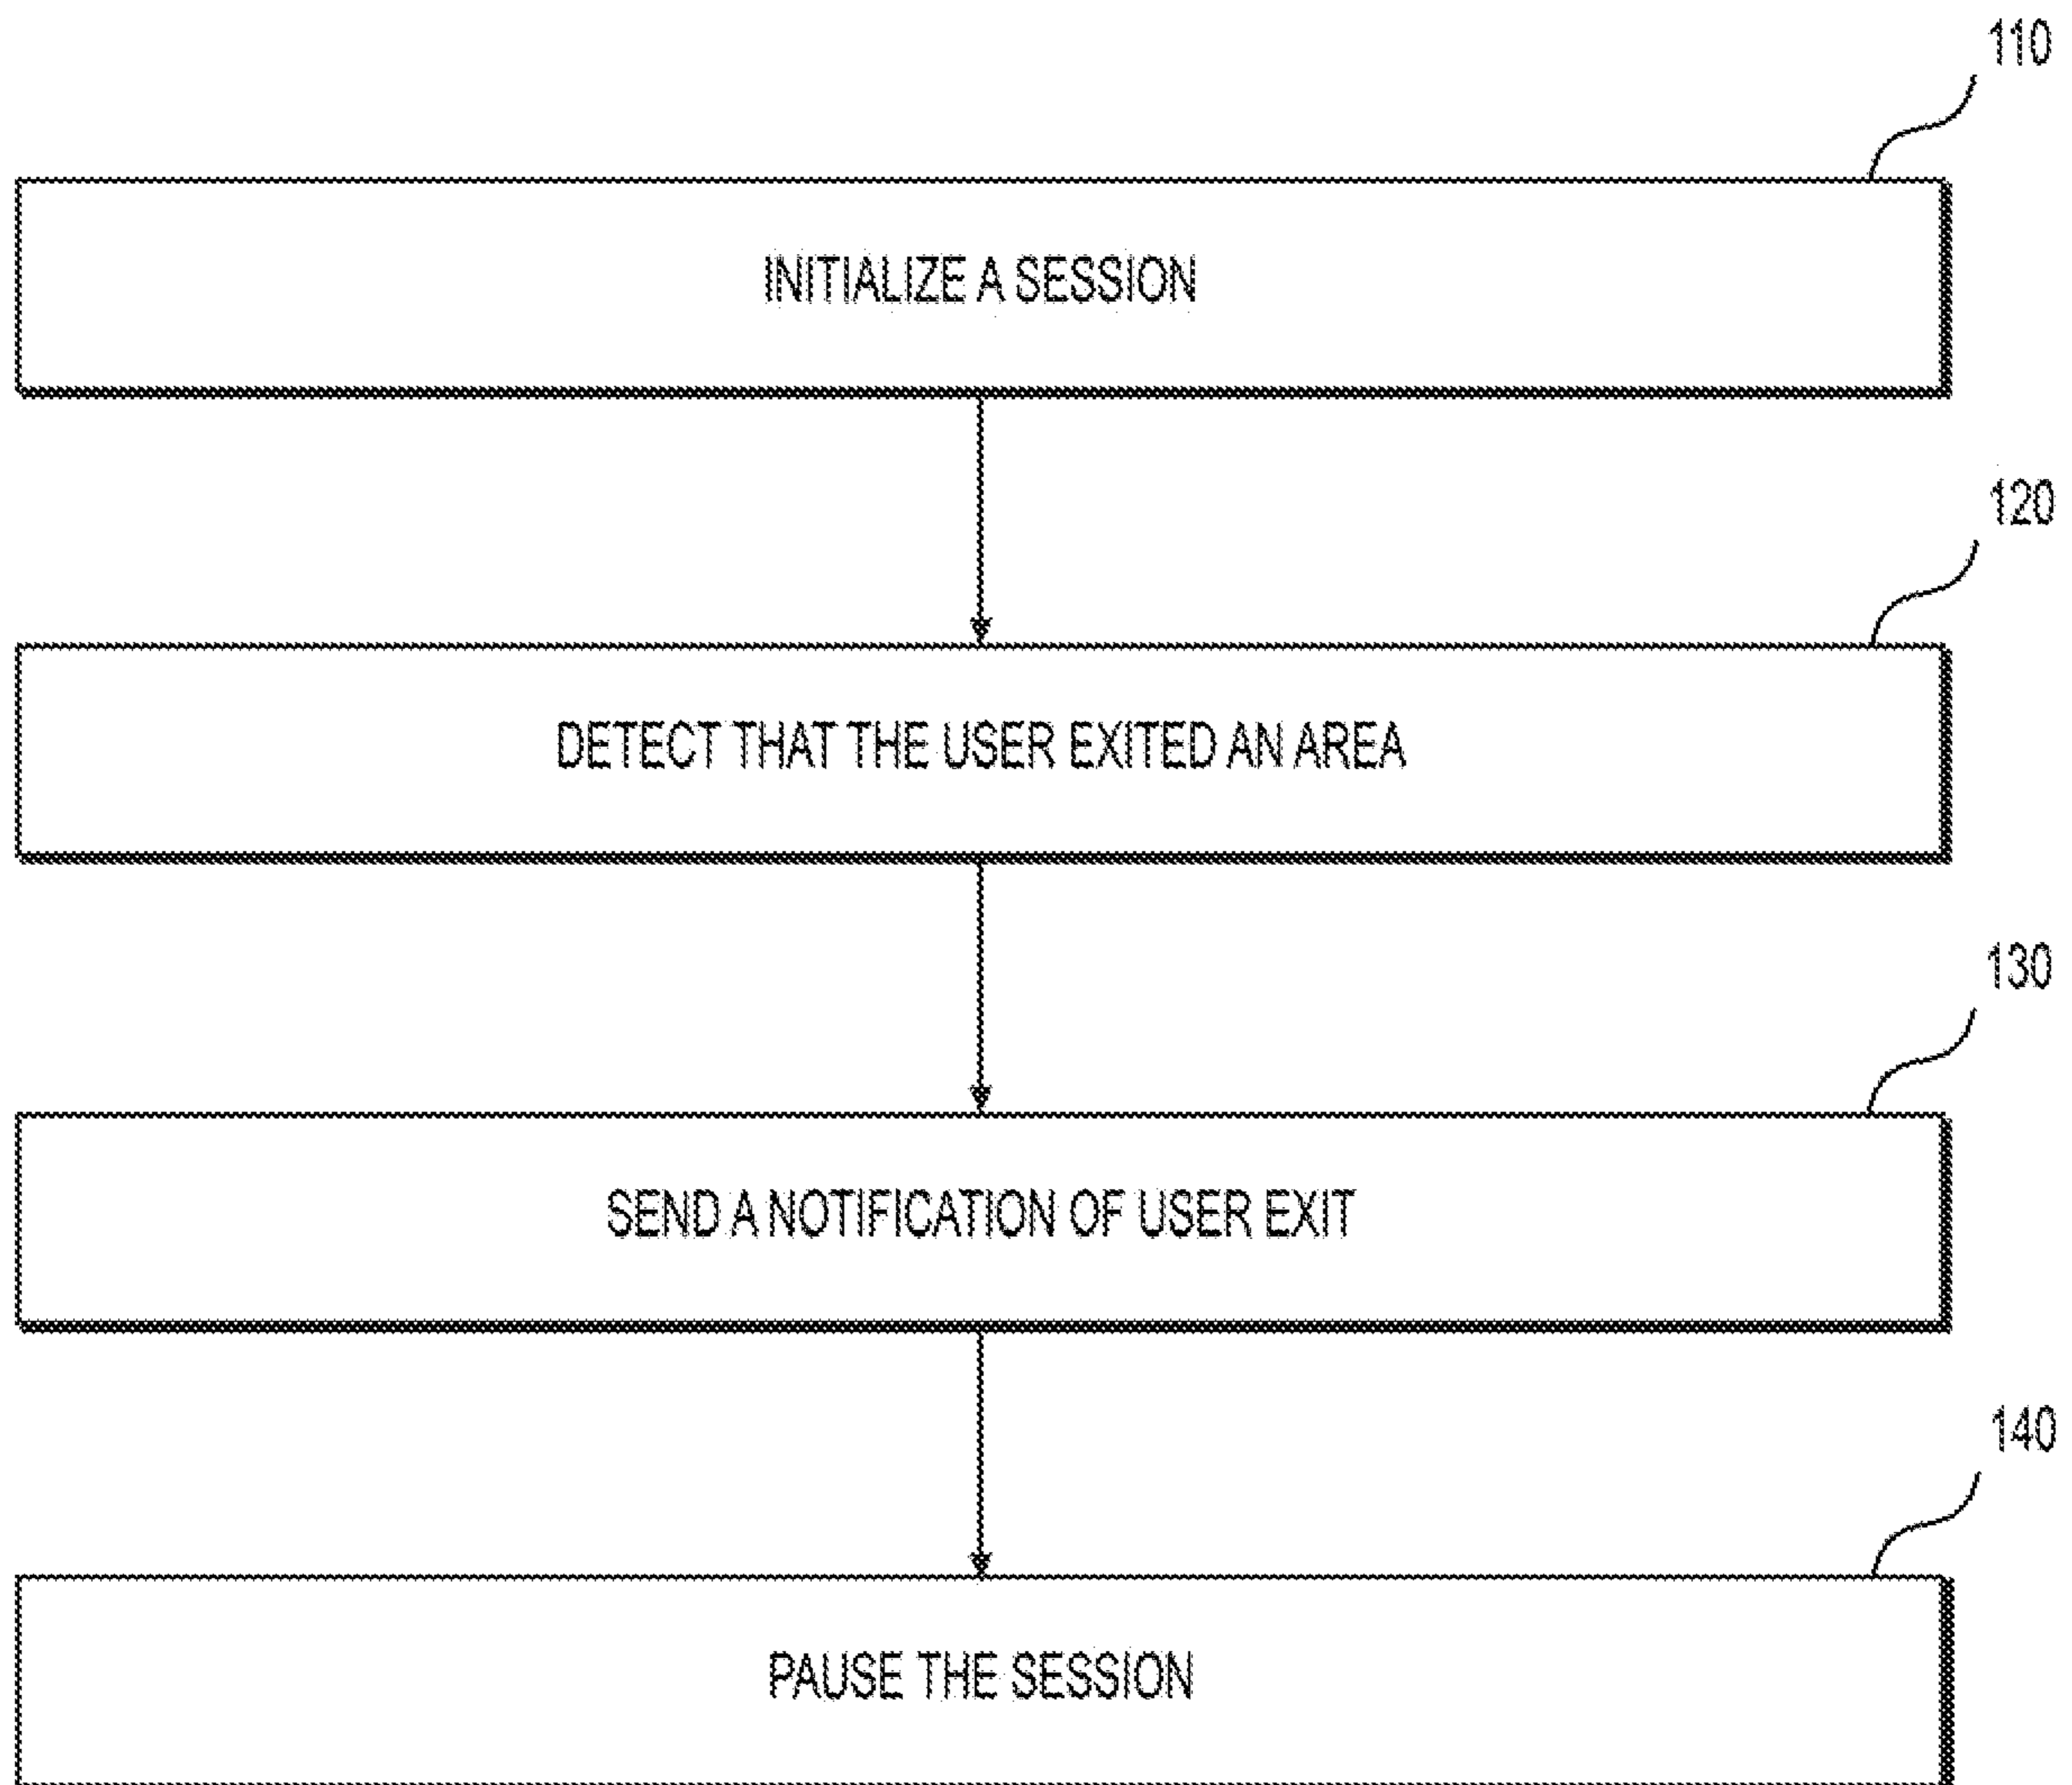 110
INITIALIZE A SESSION
120
DETECT THAT THE USER EXITED AN AREA
130
SEND A NOTIFICATION OF USER EXIT
140
PAUSE THE SESSION